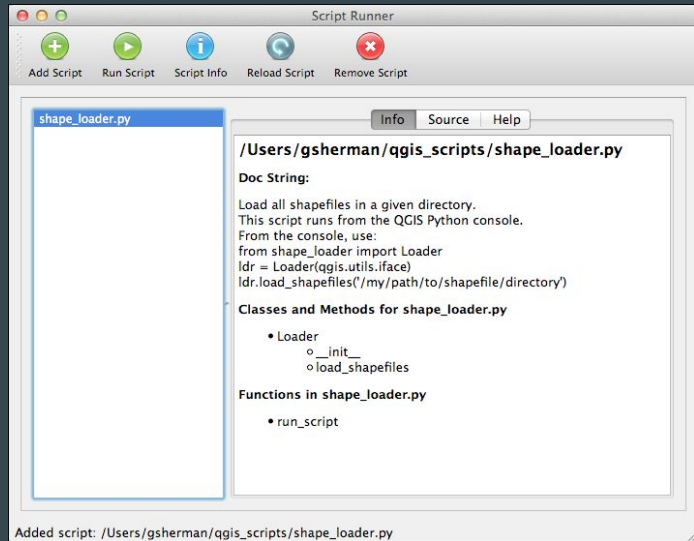 Script Runner
Add Script Run Script Script Info Reload Script Remove Script
shape_loader.py
Info Source Help
/Users/gsherman/qgis_scripts/shape_loader.py
Doc String:
Load all shapefiles in a given directory.
This script runs from the QGIS Python console.
From the console, use:
from shape_loader import Loader
ldr = Loader(qgis.utils.iface)
ldr.load_shapefiles('/my/path/to/shapefile/directory')
Classes and Methods for shape_loader.py
• Loader
○ __init__
○ load_shapefiles
Functions in shape_loader.py
• run_script
Added script: /Users/gsherman/qgis_scripts/shape_loader.py